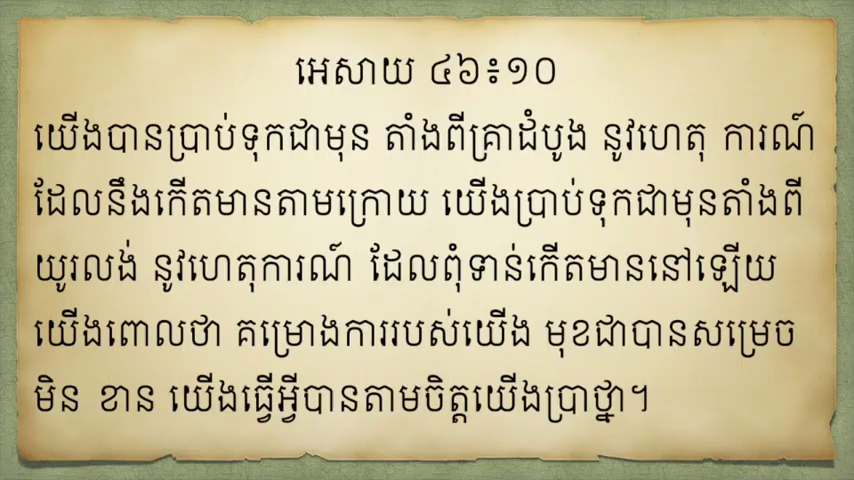 អេសាយ ៤៦៖១០
យើងបានប្រាប់ទុកជាមុន តាំងពីគ្រាដំបូង នូវហេតុ ការណ៍
ដែលនឹងកើតមានតាមក្រោយ យើងប្រាប់ទុកជាមុនតាំងពី
យូរលង់ នូវហេតុការណ៍ ដែលពុំទាន់កើតមាននៅឡើយ
យើងពោលថា គម្រោងការរបស់យើង មុខជាបានសម្រេច
មិន ខាន យើងធ្វើអ្វីបានតាមចិត្តយើងប្រាថ្នា។